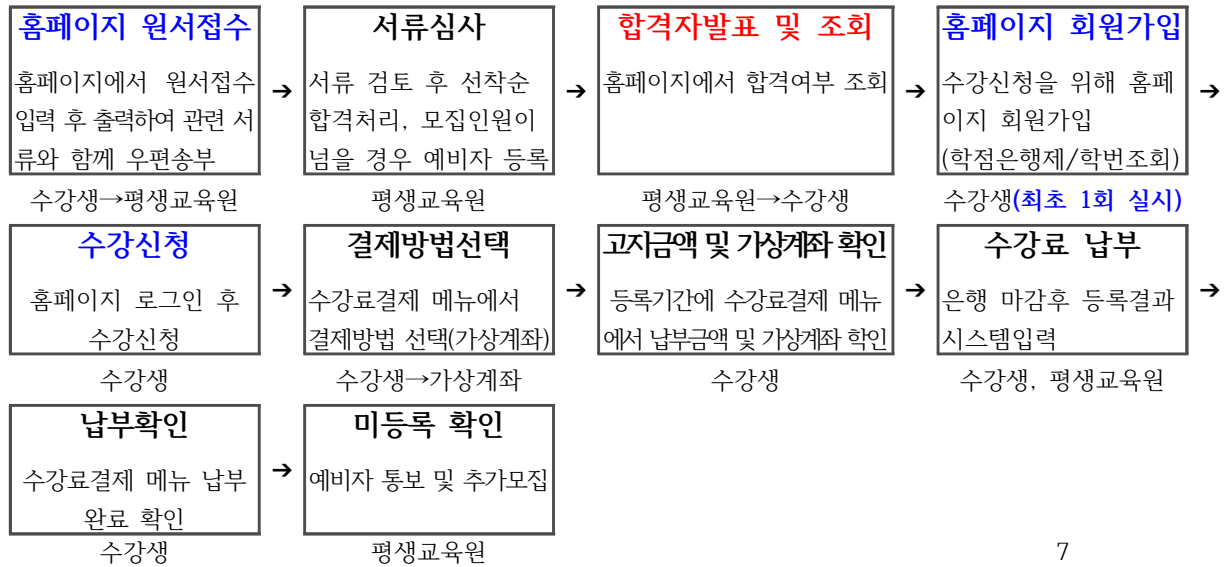 홈페이지 원서접수
홈페이지에서 원서접수
입력 후 출력하여 관련 서
류와 함께 우편송부
수강생→평생교육원
➔
서류심사
서류 검토 후 선착순
합격처리, 모집인원이
넘을 경우 예비자 등록
평생교육원
➔
합격자발표 및 조회
홈페이지에서 합격여부 조회
평생교육원→수강생
➔
홈페이지 회원가입
수강신청을 위해 홈페
이지 회원가입
(학점은행제/학번조회)
수강생(최초 1회 실시)
➔
수강신청
홈페이지 로그인 후
수강신청
수강생
➔
결제방법선택
수강료결제 메뉴에서
결제방법 선택(가상계좌)
수강생→가상계좌
➔
고지금액 및 가상계좌 확인
등록기간에 수강료결제 메뉴
에서 납부금액 및 가상계좌 학인
수강생
➔
수강료 납부
은행 마감후 등록결과
시스템입력
수강생, 평생교육원
➔
납부확인
수강료결제 메뉴 납부
완료 확인
수강생
➔
미등록 확인
예비자 통보 및 추가모집
평생교육원
7